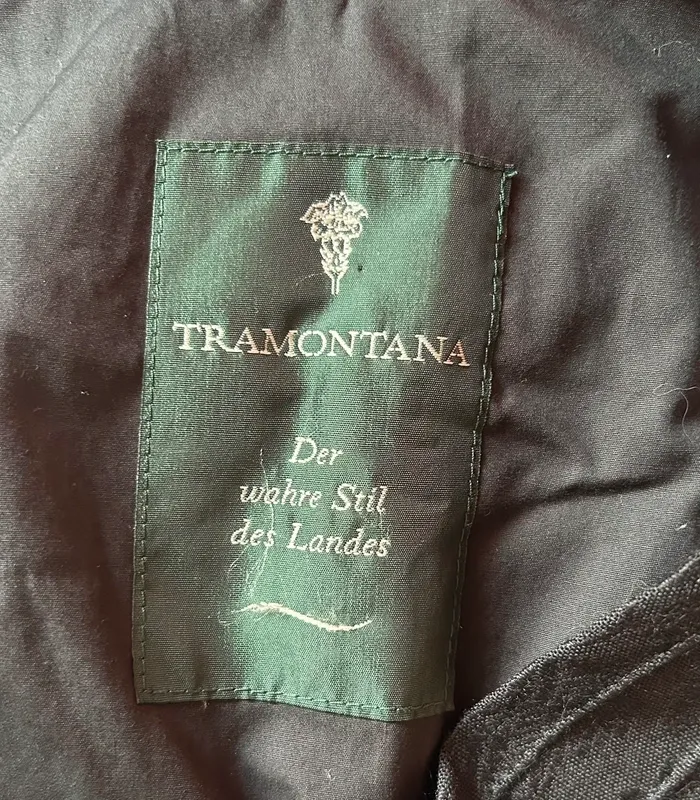 TRAMONTANA
Der
wahre Stil
des Landes